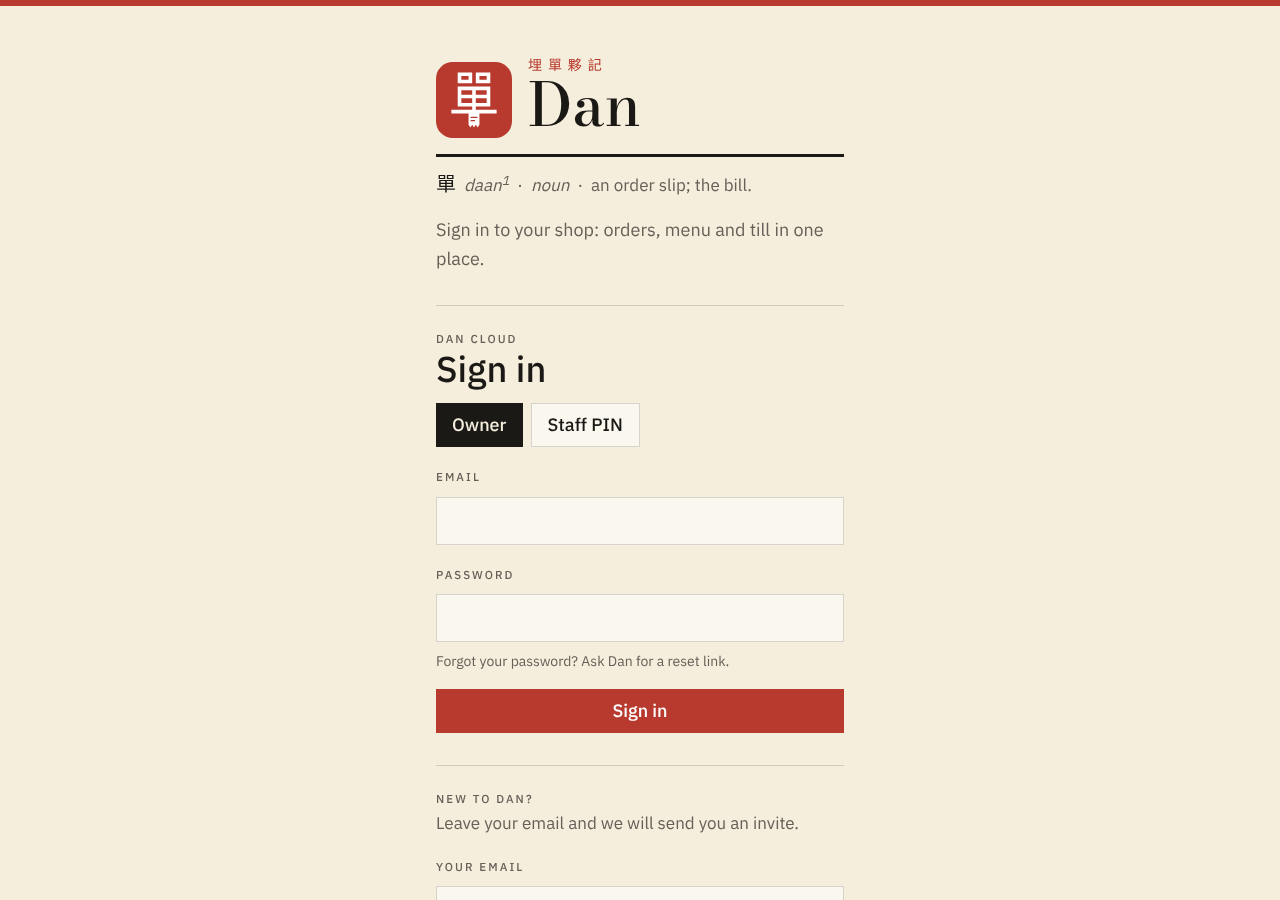 單
埋單夥記
Dan
單 daan¹ · noun · an order slip; the bill.
Sign in to your shop: orders, menu and till in one
place.
DAN CLOUD
Sign in
Owner
Staff PIN
EMAIL
PASSWORD
Forgot your password? Ask Dan for a reset link.
Sign in
NEW TO DAN?
Leave your email and we will send you an invite.
YOUR EMAIL